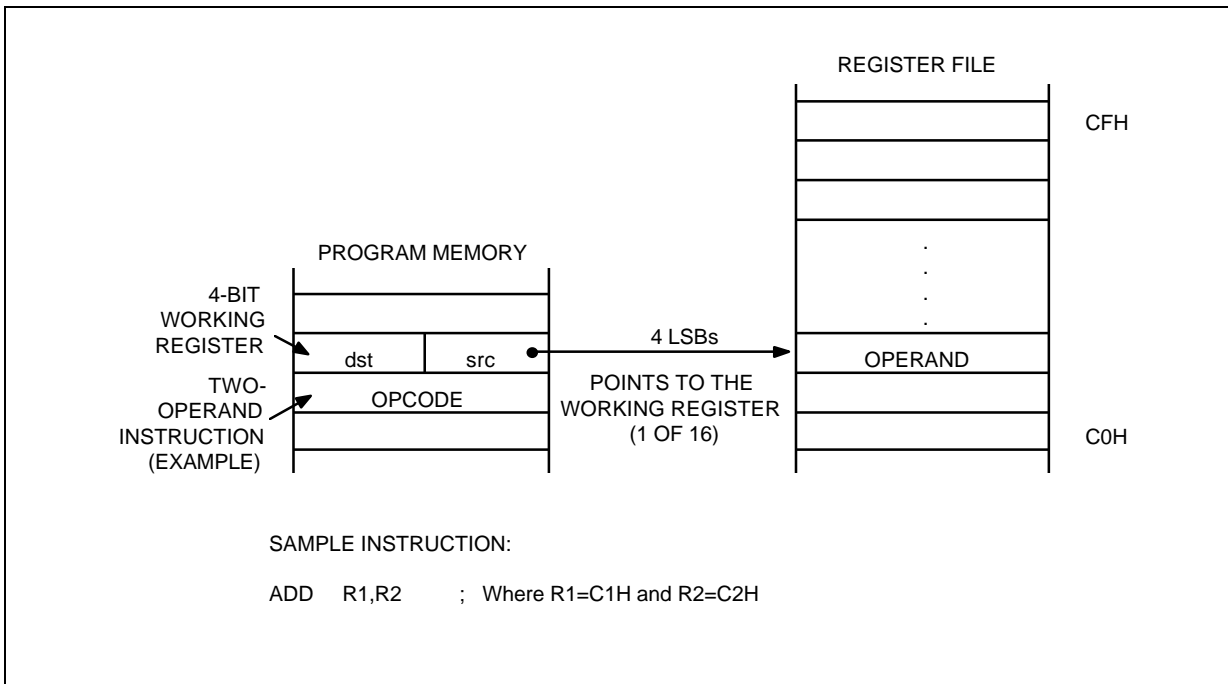 REGISTER FILE
CFH
PROGRAM MEMORY
4-BIT
WORKING
REGISTER
dst
src
4 LSBs
OPERAND
TWO-
OPERAND
INSTRUCTION
(EXAMPLE)
OPCODE
POINTS TO THE
WORKING REGISTER
(1 OF 16)
C0H
SAMPLE INSTRUCTION:
ADD R1,R2 ; Where R1=C1H and R2=C2H